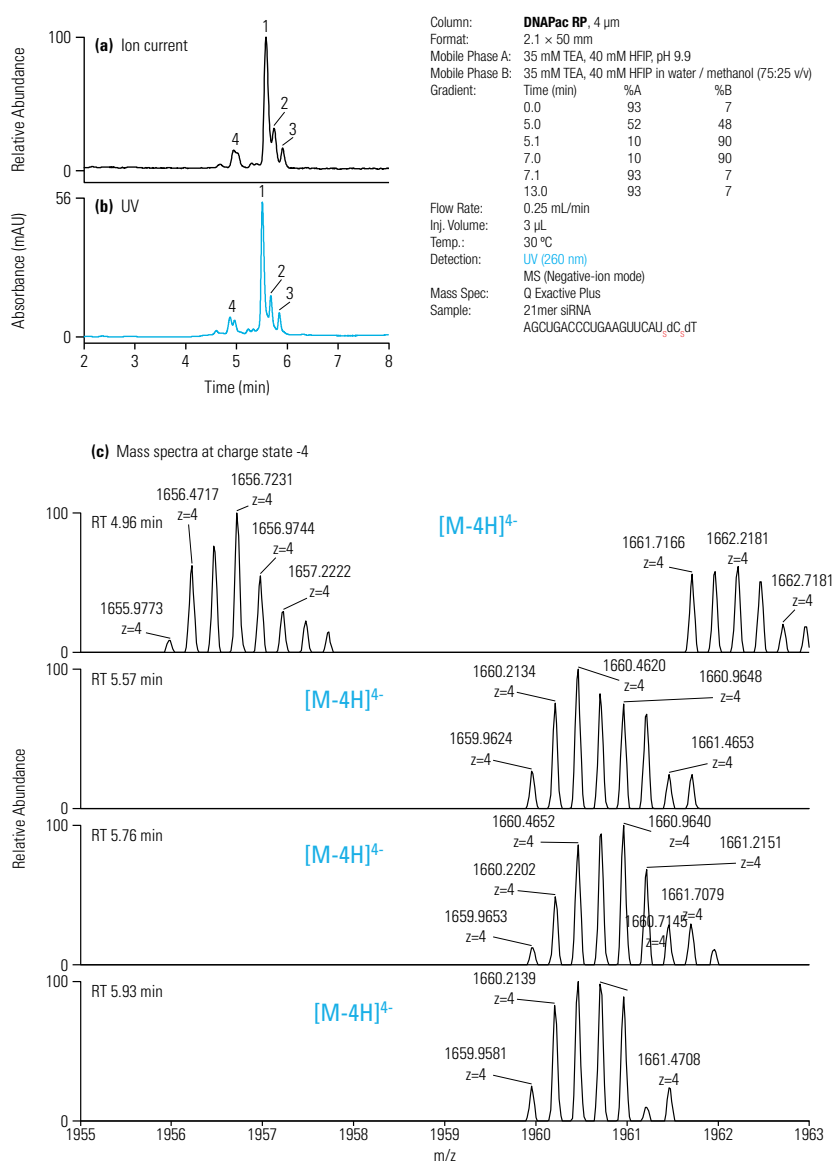 (a) Ion current
Relative Abundance
100
0
1
2
3
4
(b) UV
Absorbance (mAU)
56
0
1
2
3
4
2 3 4 5 6 7 8
Time (min)
Column: DNAPac RP, 4 µm
Format: 2.1 × 50 mm
Mobile Phase A: 35 mM TEA, 40 mM HFIP, pH 9.9
Mobile Phase B: 35 mM TEA, 40 mM HFIP in water / methanol (75:25 v/v)
Gradient: Time (min) %A %B
0.0 93 7
5.0 52 48
5.1 10 90
7.0 10 90
7.1 93 7
13.0 93 7
Flow Rate: 0.25 mL/min
Inj. Volume: 3 µL
Temp.: 30 ºC
Detection: UV (260 nm)
MS (Negative-ion mode)
Mass Spec: Q Exactive Plus
Sample: 21mer siRNA
AGCUGACCCUGAAGUUCAUsdCsdT
(c) Mass spectra at charge state -4
Relative Abundance
100
0
RT 4.96 min
[M-4H]4-
1655.9773
z=4
1656.4717
z=4
1656.7231
z=4
1656.9744
z=4
1657.2222
z=4
1661.7166
z=4
1662.2181
z=4
1662.7181
z=4
100
0
RT 5.57 min
[M-4H]4-
1659.9624
z=4
1660.2134
z=4
1660.4620
z=4
1660.9648
z=4
1661.4653
z=4
100
0
RT 5.76 min
[M-4H]4-
1659.9653
z=4
1660.2202
z=4
1660.4652
z=4
1660.9640
z=4
1661.2151
z=4
1661.7079
z=4
1660.7145
z=4
100
0
RT 5.93 min
[M-4H]4-
1659.9581
z=4
1660.2139
z=4
1661.4708
z=4
1955 1956 1957 1958 1959 1960 1961 1962 1963
m/z